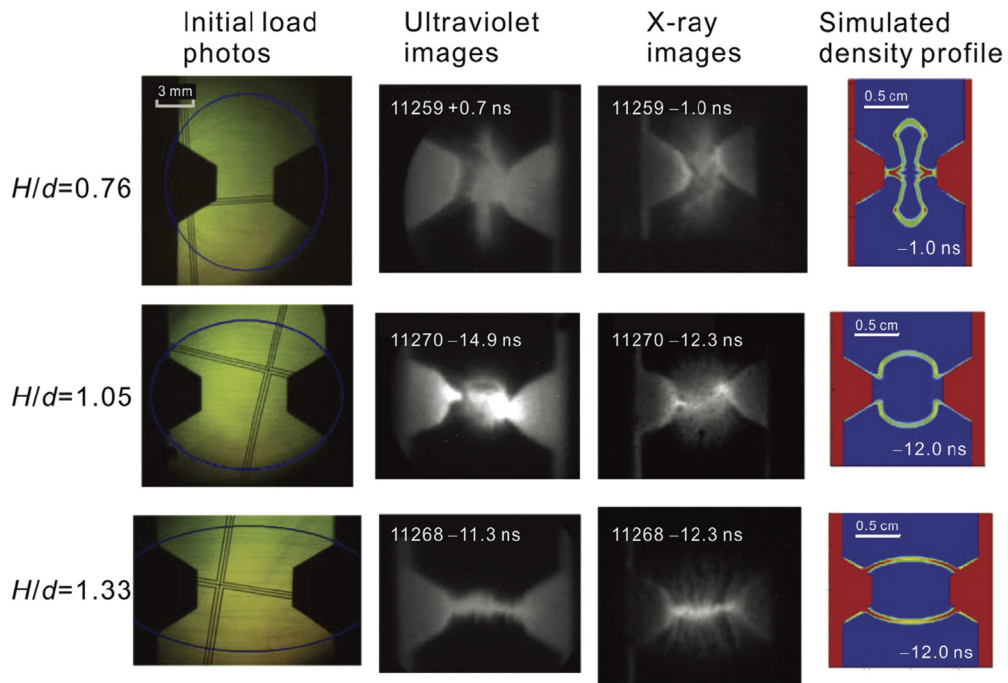 Initial load
photos
Ultraviolet
images
X-ray
images
Simulated
density profile
H/d=0.76
3 mm
11259 +0.7 ns
11259 −1.0 ns
0.5 cm
−1.0 ns
H/d=1.05
11270 −14.9 ns
11270 −12.3 ns
0.5 cm
−12.0 ns
H/d=1.33
11268 −11.3 ns
11268 −12.3 ns
0.5 cm
−12.0 ns